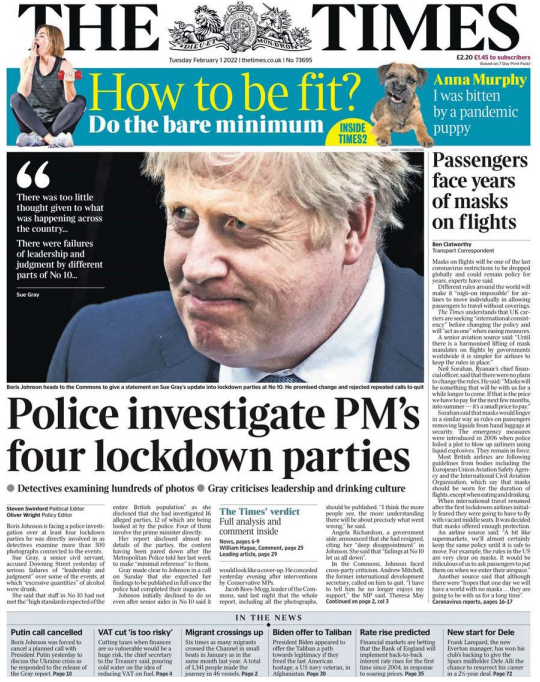 THE TIMES
Tuesday February 1 2022 | thetimes.co.uk | No 73695
£2.20 £1.45 to subscribers
(based on 7 Day Print Pack)
How to be fit?
Do the bare minimum
INSIDE
TIMES2
Anna Murphy
I was bitten
by a pandemic
puppy
There was too little
thought given to what
was happening across
the country...
There were failures
of leadership and
judgment by different
parts of No 10...
Sue Gray
Boris Johnson heads to the Commons to give a statement on Sue Gray's update into lockdown parties at No 10. He promised change and rejected repeated calls to quit
Police investigate PM's
four lockdown parties
Detectives examining hundreds of photos
Gray criticises leadership and drinking culture
Steven Swinford Political Editor
Oliver Wright Policy Editor
Boris Johnson is facing a police investi-
gation over at least four lockdown
parties he was directly involved in as
detectives examine more than 300
photographs connected to the events.
Sue Gray, a senior civil servant,
accused Downing Street yesterday of
serious failures of "leadership and
judgment" over some of the events, at
which "excessive quantities" of alcohol
were drunk.
She said that staff in No 10 had not
met the "high standards expected of the
entire British population" as she
disclosed that she had investigated 16
alleged parties, 12 of which are being
looked at by the police. Four of them
involve the prime minister directly.
Her report disclosed almost no
details of the parties, the content
having been pared down after the
Metropolitan Police told her last week
to make "minimal reference" to them.
Gray made clear to Johnson in a call
on Sunday that she expected her
findings to be published in full once the
police had completed their inquiries.
Johnson initially declined to do so
even after senior aides in No 10 said it
The Times' verdict
Full analysis and
comment inside
News, pages 6-9
William Hague, Comment, page 25
Leading article, page 29
would look like a cover-up. He conceded
yesterday evening after interventions
by Conservative MPs.
Jacob Rees-Mogg, leader of the Com-
mons, said last night that the whole
report, including all the photographs,
should be published. "I think the more
people see, the more understanding
there will be about precisely what went
wrong," he said.
Angela Richardson, a government
aide, announced that she had resigned,
citing her "deep disappointment" in
Johnson. She said that "failings at No 10
let us all down".
In the Commons, Johnson faced
cross-party criticism. Andrew Mitchell,
the former international development
secretary, called on him to quit. "I have
to tell him he no longer enjoys my
support," the MP said. Theresa May
Continued on page 2, col 3
Passengers
face years
of masks
on flights
Ben Clatworthy
Transport Correspondent
Masks on flights will be one of the last
coronavirus restrictions to be dropped
globally and could remain policy for
years, experts have said.
Different rules around the world will
make it "nigh-on impossible" for air-
lines to move individually in allowing
passengers to travel without coverings.
The Times understands that UK car-
riers are seeking "international consist-
ency" before changing the policy and
will "act as one" when easing measures.
A senior aviation source said: "Until
there is a harmonised lifting of mask
mandates on flights by governments
worldwide it is simpler for airlines to
keep the rules in place."
Neil Sorahan, Ryanair's chief finan-
cial officer, said that there were no plans
to change the rules. He said: "Masks will
be something that will be with us for a
while longer to come. If that is the price
we have to pay for the next few months,
into summer — it's a small price to pay."
Sorahan said that masks would linger
in a similar way as rules on passengers
removing liquids from hand luggage at
security. The emergency measures
were introduced in 2006 when police
foiled a plot to blow up airliners using
liquid explosives. They remain in force.
Most British airlines are following
guidelines from bodies including the
European Union Aviation Safety Agen-
cy and the International Civil Aviation
Organisation, which say that masks
should be worn for the duration of
flights, except when eating and drinking.
When international travel resumed
after the first lockdowns airlines initial-
ly feared they were going to have to fly
with vacant middle seats. It was decided
that masks offered enough protection.
An airline source said: "A bit like
supermarkets, we'll almost certainly
keep the same policy unless we all
move. For example, the rules in the US
are very clear on masks. It would be
ridiculous of us to ask passengers to put
them on when we enter their airspace."
Another source said that although
there were "hopes that one day we will
have a world without them... they are
going to be with us for a long time".
Coronavirus reports, pages 16-17
IN THE NEWS
Putin call cancelled
Boris Johnson was forced to
cancel a planned call with
President Putin yesterday to
discuss the Ukraine crisis as
he responded to the release of
the Gray report. Page 10
VAT cut 'is too risky'
Cutting taxes when finances
are so vulnerable would be a
huge risk, the chief secretary
to the Treasury said, pouring
cold water on the idea of
reducing VAT on fuel. Page 4
Migrant crossings up
Six times as many migrants
crossed the Channel in small
boats in January as in the
same month last year. A total
of 1,341 people made the
journey in 46 vessels. Page 2
Biden offer to Taliban
President Biden appeared to
offer the Taliban a path
towards legitimacy if they
freed the last American
hostage, a US navy veteran, in
Afghanistan. Page 30
Rate rise predicted
Financial markets are betting
that the Bank of England will
implement back-to-back
interest rate rises for the first
time since 2004, in response
to soaring prices. Page 35
New start for Dele
Frank Lampard, the new
Everton manager, has won his
club's backing to give the
Spurs midfielder Dele Alli the
chance to resurrect his career
in a 2½-year deal. Page 72